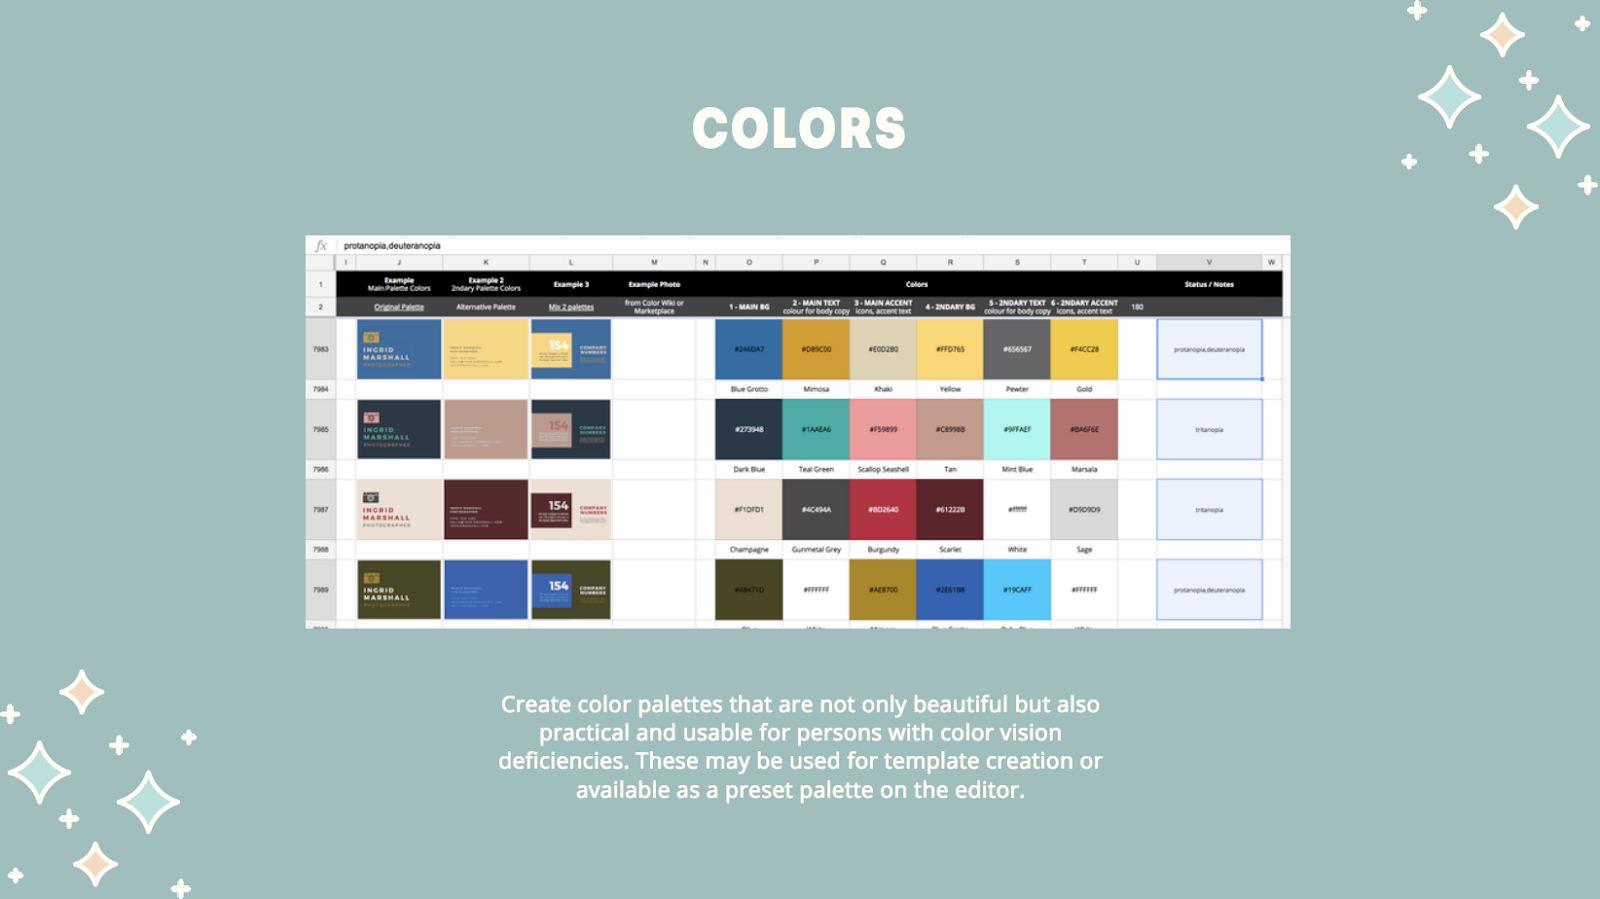 COLORS
fx protanopia,deuteranopia
I J K L M N O P Q R S T U V W
1 Example Example 2 Example 3 Example Photo Colors Status / Notes
Main Palette Colors 2ndary Palette Colors
2 Original Palette Alternative Palette Mix 2 palettes from Color Wiki or Marketplace 1 - MAIN BG 2 - MAIN TEXT colour for body copy 3 - MAIN ACCENT icons, accent text 4 - 2NDARY BG 5 - 2NDARY TEXT colour for body copy 6 - 2NDARY ACCENT icons, accent text 180
7983 INGRID MARSHALL PHOTOGRAPHER 154 COMPANY NUMBERS #246DA7 #D89C00 #E0D2B0 #FFD765 #656567 #F4CC28 protanopia,deuteranopia
7984 Blue Grotto Mimosa Khaki Yellow Pewter Gold
7985 INGRID MARSHALL PHOTOGRAPHER 154 COMPANY NUMBERS #273948 #1AAEA6 #F59899 #C8998B #9FFAEF #BA6F6E tritanopia
7986 Dark Blue Teal Green Scallop Seashell Tan Mint Blue Marsala
7987 INGRID MARSHALL PHOTOGRAPHER 154 COMPANY NUMBERS #F1DFD1 #4C494A #BD2640 #61222B #ffffff #D9D9D9 tritanopia
7988 Champagne Gunmetal Grey Burgundy Scarlet White Sage
7989 INGRID MARSHALL PHOTOGRAPHER 154 COMPANY NUMBERS #48471D #FFFFFF #AE8700 #2E61B8 #19CAFF #FFFFFF protanopia,deuteranopia
Create color palettes that are not only beautiful but also
practical and usable for persons with color vision
deficiencies. These may be used for template creation or
available as a preset palette on the editor.